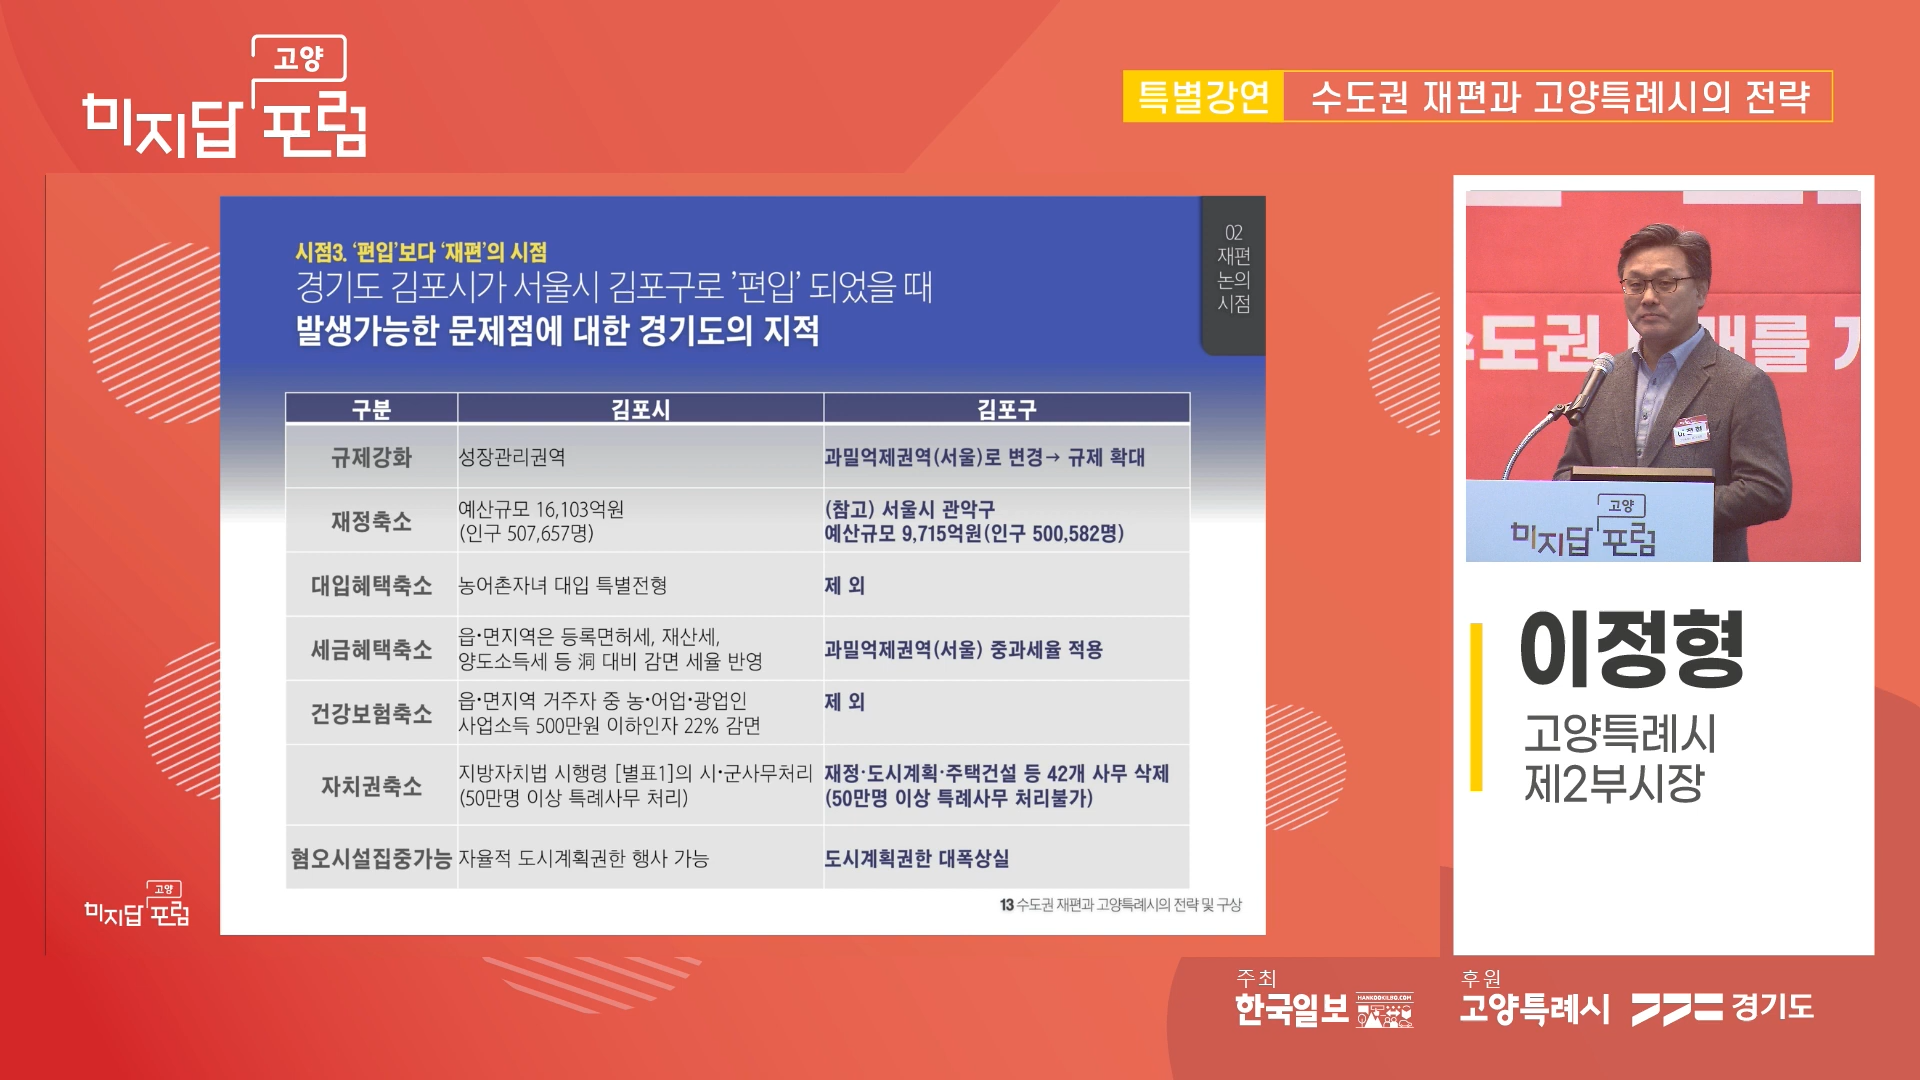 고양
미지답 포럼
특별강연 수도권 재편과 고양특례시의 전략
시점3. ‘편입’보다 ‘재편’의 시점
경기도 김포시가 서울시 김포구로 ’편입’ 되었을 때
발생가능한 문제점에 대한 경기도의 지적
02
재편
논의
시점
구분 김포시 김포구
규제강화 성장관리권역 과밀억제권역(서울)로 변경→ 규제 확대
재정축소
예산규모 16,103억원
(인구 507,657명)
(참고) 서울시 관악구
예산규모 9,715억원(인구 500,582명)
대입혜택축소 농어촌자녀 대입 특별전형 제 외
세금혜택축소
읍•면지역은 등록면허세, 재산세,
양도소득세 등 洞 대비 감면 세율 반영
과밀억제권역(서울) 중과세율 적용
건강보험축소
읍•면지역 거주자 중 농•어업•광업인
사업소득 500만원 이하인자 22% 감면
제 외
자치권축소
지방자치법 시행령 [별표1]의 시•군사무처리
(50만명 이상 특례사무 처리)
재정·도시계획·주택건설 등 42개 사무 삭제
(50만명 이상 특례사무 처리불가)
혐오시설집중가능 자율적 도시계획권한 행사 가능 도시계획권한 대폭상실
13 수도권 재편과 고양특례시의 전략 및 구상
고양
미지답 포럼
수도권
를
이정형
고양
미지답 포럼
이정형
고양특례시
제2부시장
주최
한국일보
HANKOOKILBO.COM
후원
고양특례시
경기도